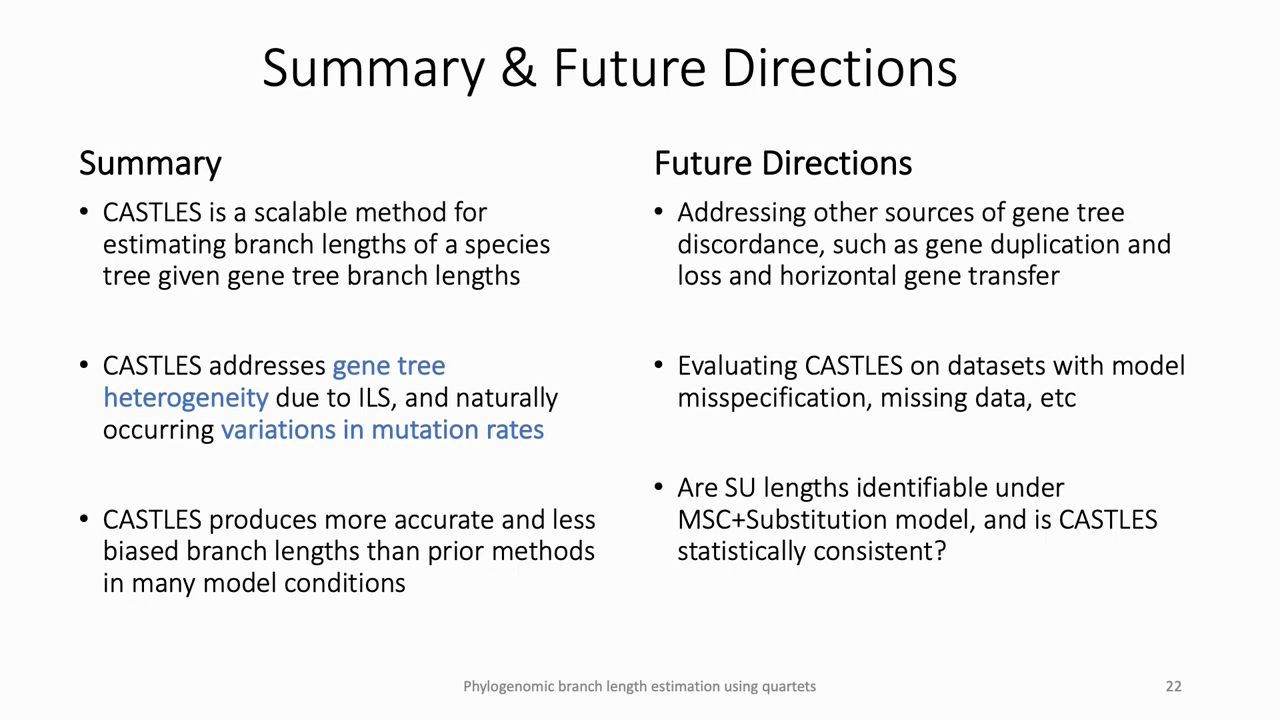 Summary & Future Directions
Summary
• CASTLES is a scalable method for
estimating branch lengths of a species
tree given gene tree branch lengths
• CASTLES addresses gene tree
heterogeneity due to ILS, and naturally
occurring variations in mutation rates
• CASTLES produces more accurate and less
biased branch lengths than prior methods
in many model conditions
Future Directions
• Addressing other sources of gene tree
discordance, such as gene duplication and
loss and horizontal gene transfer
• Evaluating CASTLES on datasets with model
misspecification, missing data, etc
• Are SU lengths identifiable under
MSC+Substitution model, and is CASTLES
statistically consistent?
Phylogenomic branch length estimation using quartets
22